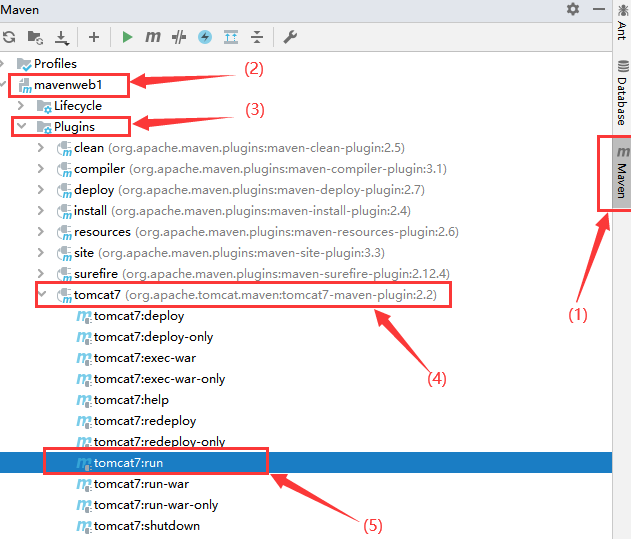 Maven
Profiles
mavenweb1
(2)
Lifecycle
(3)
Plugins
clean (org.apache.maven.plugins:maven-clean-plugin:2.5)
compiler (org.apache.maven.plugins:maven-compiler-plugin:3.1)
deploy (org.apache.maven.plugins:maven-deploy-plugin:2.7)
install (org.apache.maven.plugins:maven-install-plugin:2.4)
resources (org.apache.maven.plugins:maven-resources-plugin:2.6)
site (org.apache.maven.plugins:maven-site-plugin:3.3)
surefire (org.apache.maven.plugins:maven-surefire-plugin:2.12.4)
tomcat7 (org.apache.tomcat.maven:tomcat7-maven-plugin:2.2)
tomcat7:deploy
tomcat7:deploy-only
tomcat7:exec-war
tomcat7:exec-war-only
tomcat7:help
tomcat7:redeploy
tomcat7:redeploy-only
tomcat7:run
tomcat7:run-war
tomcat7:run-war-only
tomcat7:shutdown
(4)
(5)
Ant
Database
Maven
(1)